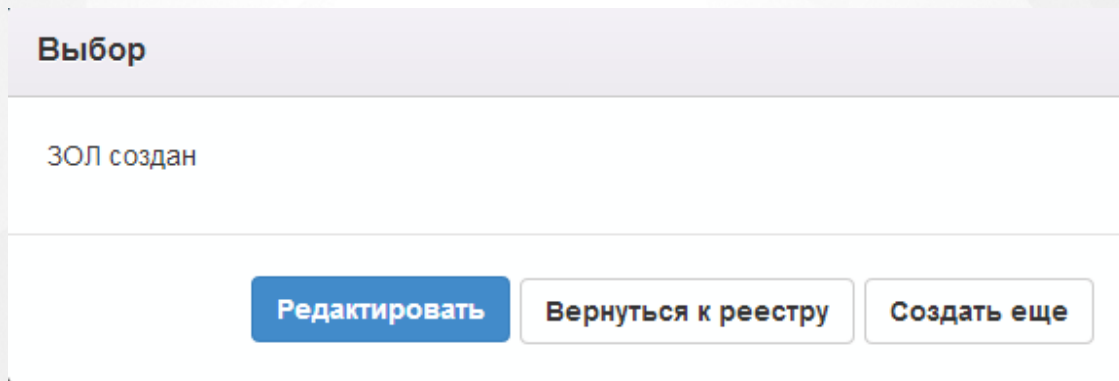 Выбор
ЗОЛ создан
Редактировать Вернуться к реестру Создать еще